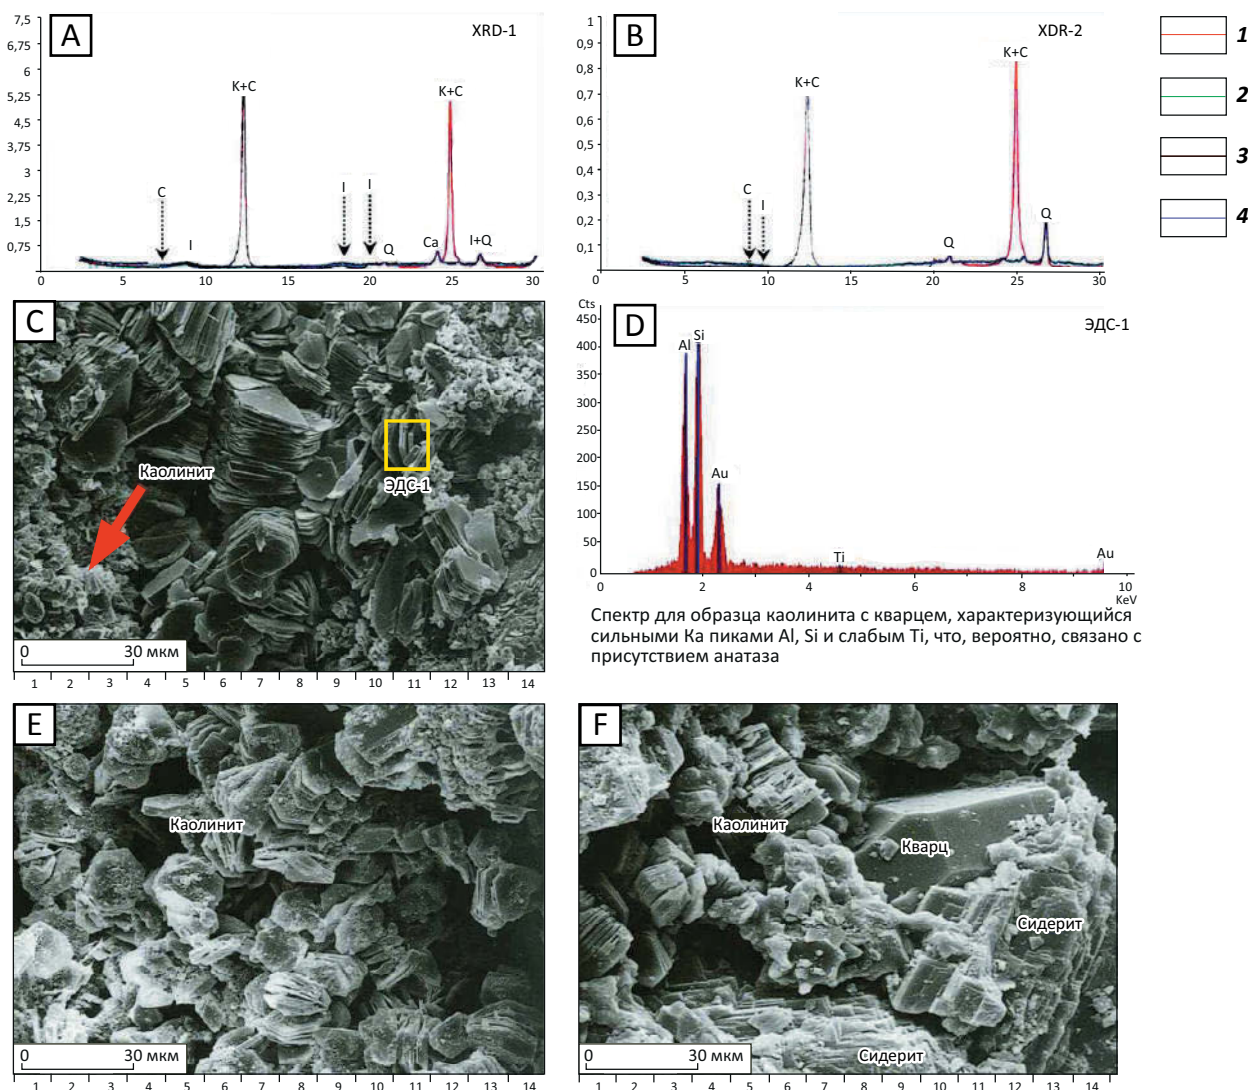 A
XRD-1
7,5
6,75
6
5,25
4,75
3,75
3
2,25
1,5
0,75
C
I
K+C
I
I
Q
Ca
K+C
I+Q
0
5
10
15
20
25
30
B
XDR-2
1
0,9
0,8
0,7
0,6
0,5
0,4
0,3
0,2
0,1
0
C
I
K+C
Q
K+C
Q
5
10
15
20
25
30
1
2
3
4
C
Каолинит
ЭДС-1
0 30 мкм
1 2 3 4 5 6 7 8 9 10 11 12 13 14
D
ЭДС-1
Cts
450
400
350
300
250
200
150
100
50
0
Al
Si
Au
Ti
Au
0 2 4 6 8 10
KeV
Спектр для образца каолинита с кварцем, характеризующийся
сильными Ка пиками Al, Si и слабым Ti, что, вероятно, связано с
присутствием анатаза
E
Каолинит
0 30 мкм
1 2 3 4 5 6 7 8 9 10 11 12 13 14
F
Каолинит
Кварц
Сидерит
Сидерит
0 30 мкм
1 2 3 4 5 6 7 8 9 10 11 12 13 14